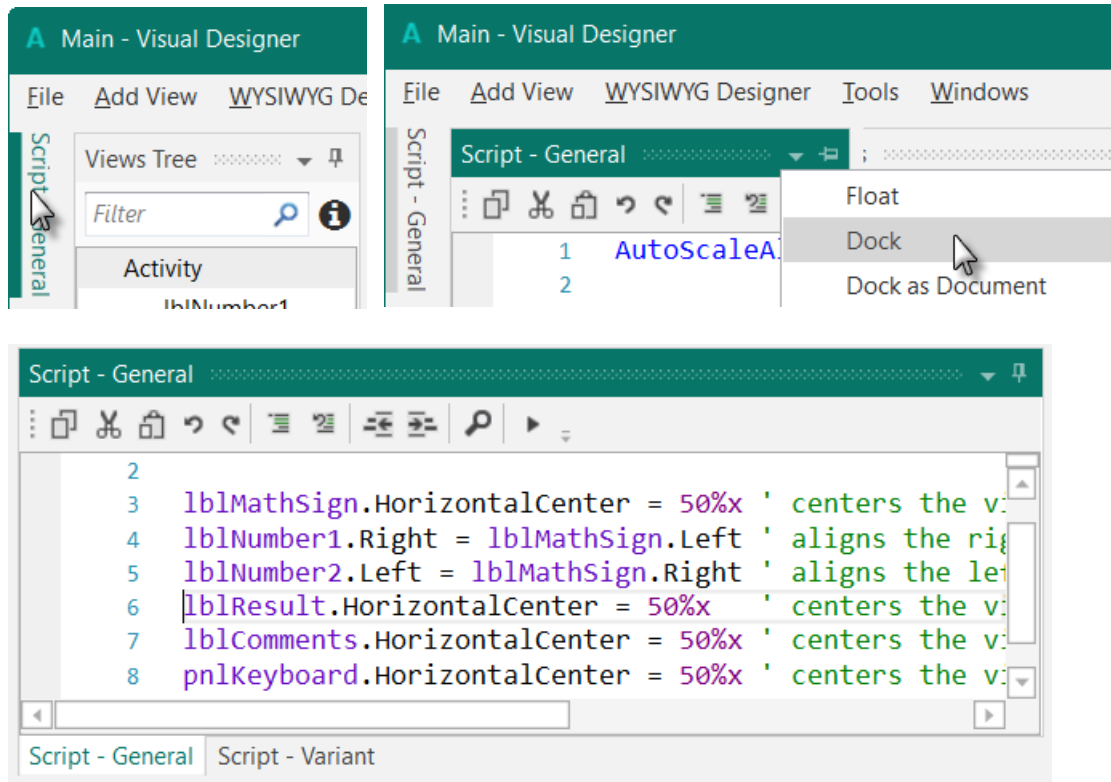 A Main - Visual Designer
File Add View WYSIWYG De
Script - General
Views Tree
Filter
Activity
lblNumber1
A Main - Visual Designer
File Add View WYSIWYG Designer Tools Windows
Script - General
Script - General
1 AutoScaleA
2
Float
Dock
Dock as Document
Script - General
2
3 lblMathSign.HorizontalCenter = 50%x ' centers the vi
4 lblNumber1.Right = lblMathSign.Left ' aligns the rig
5 lblNumber2.Left = lblMathSign.Right ' aligns the lef
6 lblResult.HorizontalCenter = 50%x ' centers the vi
7 lblComments.HorizontalCenter = 50%x ' centers the vi
8 pnlKeyboard.HorizontalCenter = 50%x ' centers the vi
Script - General Script - Variant